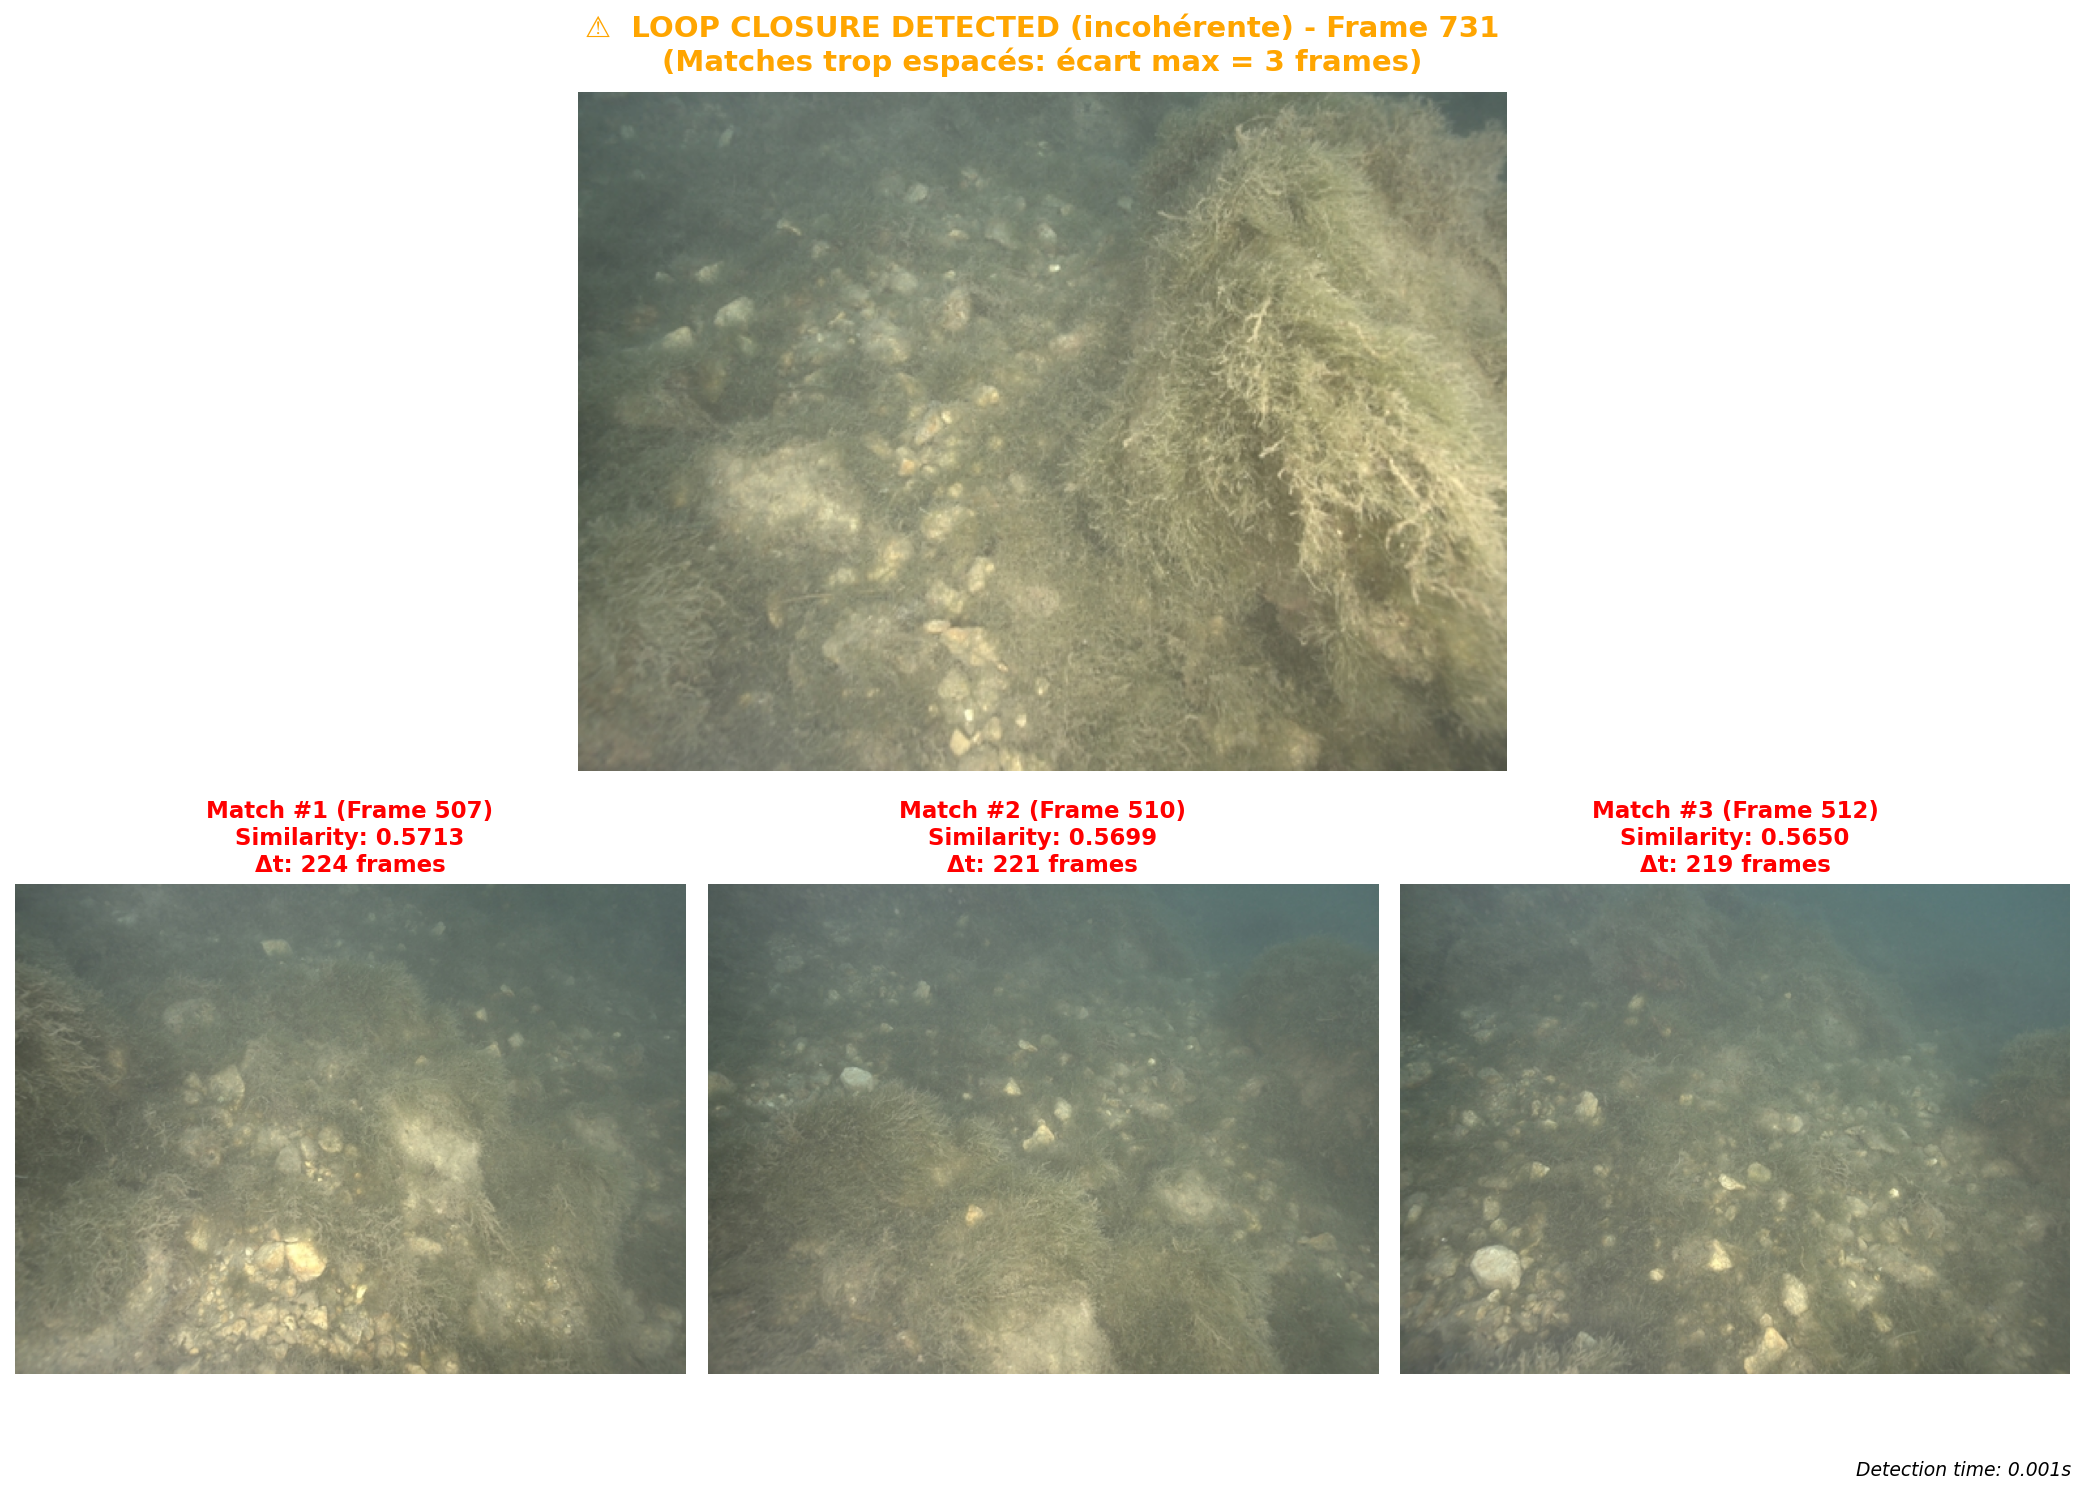 ⚠ LOOP CLOSURE DETECTED (incohérente) - Frame 731
(Matches trop espacés: écart max = 3 frames)
Match #1 (Frame 507)
Similarity: 0.5713
Δt: 224 frames
Match #2 (Frame 510)
Similarity: 0.5699
Δt: 221 frames
Match #3 (Frame 512)
Similarity: 0.5650
Δt: 219 frames
Detection time: 0.001s